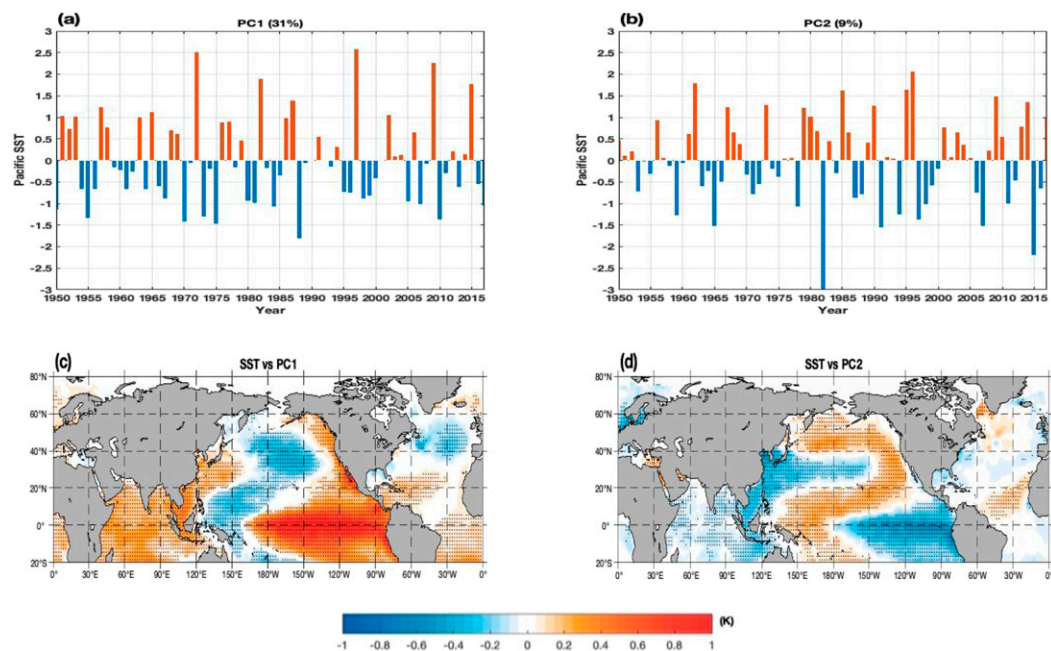 (a) PC1 (31%)
3
2.5
2
1.5
1
0.5
0
-0.5
-1
-1.5
-2
-2.5
-3
Pacific SST
1950 1955 1960 1965 1970 1975 1980 1985 1990 1995 2000 2005 2010 2015
Year
(b) PC2 (9%)
3
2.5
2
1.5
1
0.5
0
-0.5
-1
-1.5
-2
-2.5
-3
Pacific SST
1950 1955 1960 1965 1970 1975 1980 1985 1990 1995 2000 2005 2010 2015
Year
(c) SST vs PC1
80°N
60°N
40°N
20°N
0°
20°S
0° 30°E 60°E 90°E 120°E 150°E 180°E 150°W 120°W 90°W 60°W 30°W 0°
(d) SST vs PC2
80°N
60°N
40°N
20°N
0°
20°S
0° 30°E 60°E 90°E 120°E 150°E 180°E 150°W 120°W 90°W 60°W 30°W 0°
(K)
-1 -0.8 -0.6 -0.4 -0.2 0 0.2 0.4 0.6 0.8 1